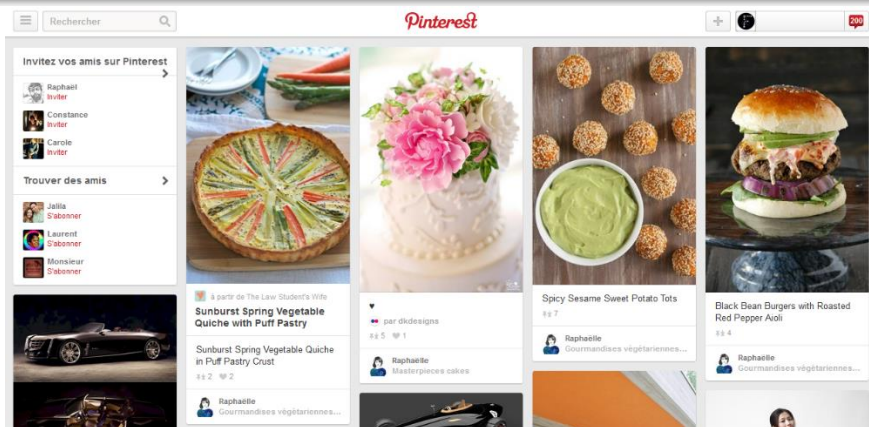 Rechercher
Pinterest
200
Invitez vos amis sur Pinterest
Raphaël
Inviter
Constance
Inviter
Carole
Inviter
Trouver des amis
Jalila
S'abonner
Laurent
S'abonner
Monsieur
S'abonner
à partir de The Law Student's Wife
Sunburst Spring Vegetable
Quiche with Puff Pastry
Sunburst Spring Vegetable Quiche
in Puff Pastry Crust
2 2
Raphaëlle
Gourmandises végétariennes...
♥
par dkdesigns
5 1
Raphaëlle
Masterpieces cakes
Spicy Sesame Sweet Potato Tots
7
Raphaëlle
Gourmandises végétariennes...
Black Bean Burgers with Roasted
Red Pepper Aioli
4
Raphaëlle
Gourmandises végétariennes...